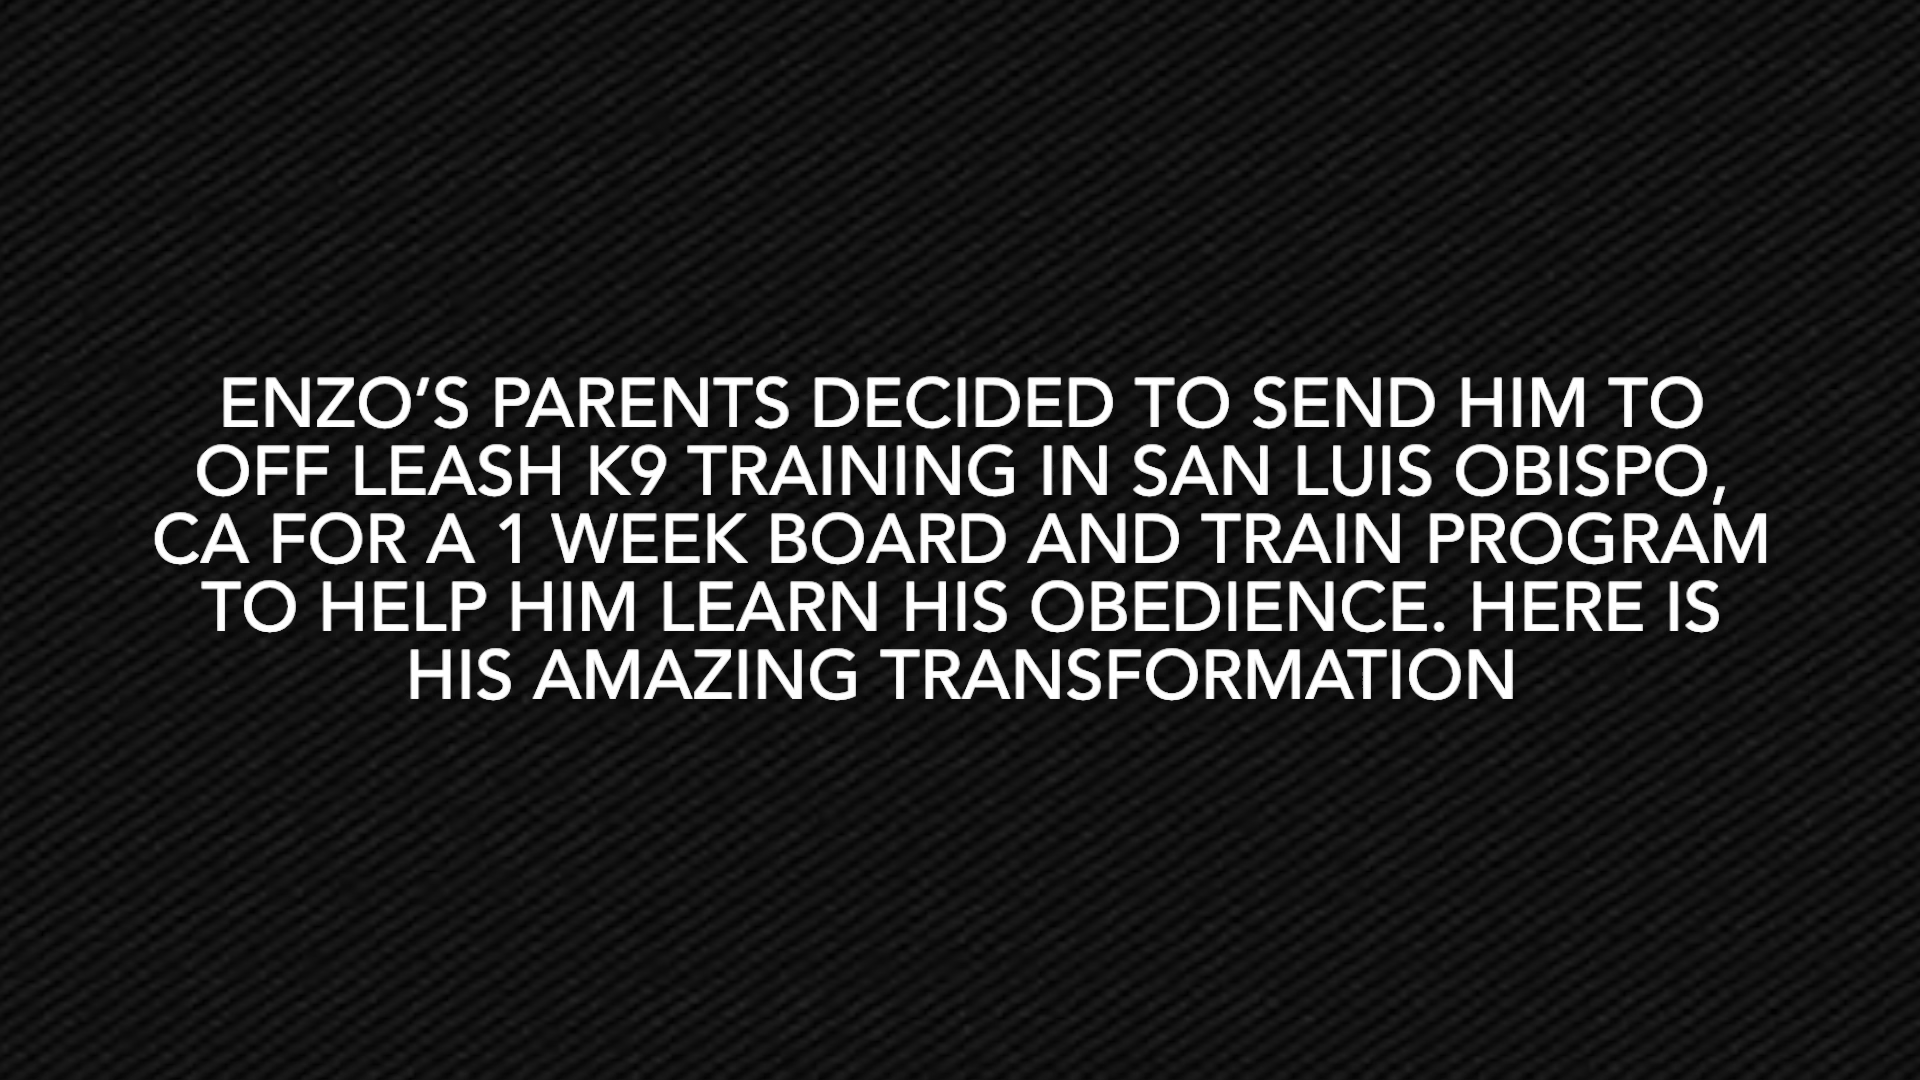 ENZO’S PARENTS DECIDED TO SEND HIM TO
OFF LEASH K9 TRAINING IN SAN LUIS OBISPO,
CA FOR A 1 WEEK BOARD AND TRAIN PROGRAM
TO HELP HIM LEARN HIS OBEDIENCE. HERE IS
HIS AMAZING TRANSFORMATION